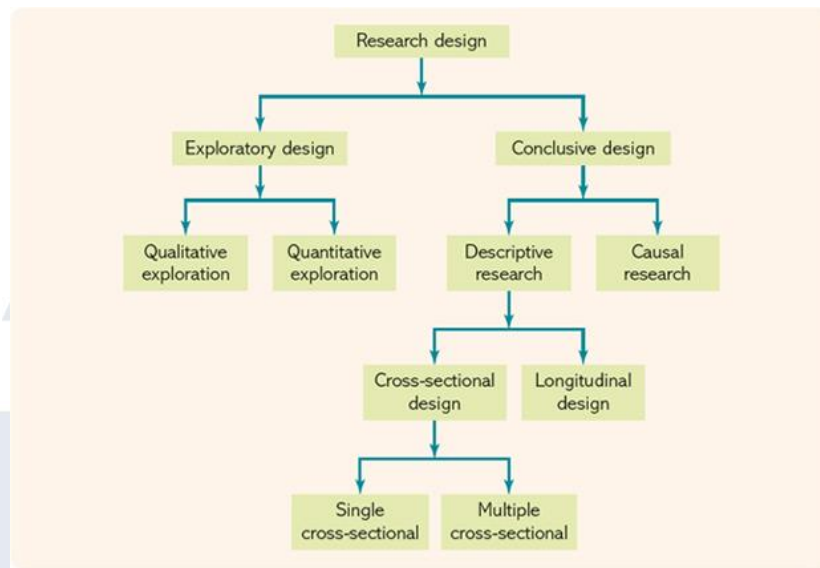 Research design
Exploratory design
Conclusive design
Qualitative
exploration
Quantitative
exploration
Descriptive
research
Causal
research
Cross-sectional
design
Longitudinal
design
Single
cross-sectional
Multiple
cross-sectional